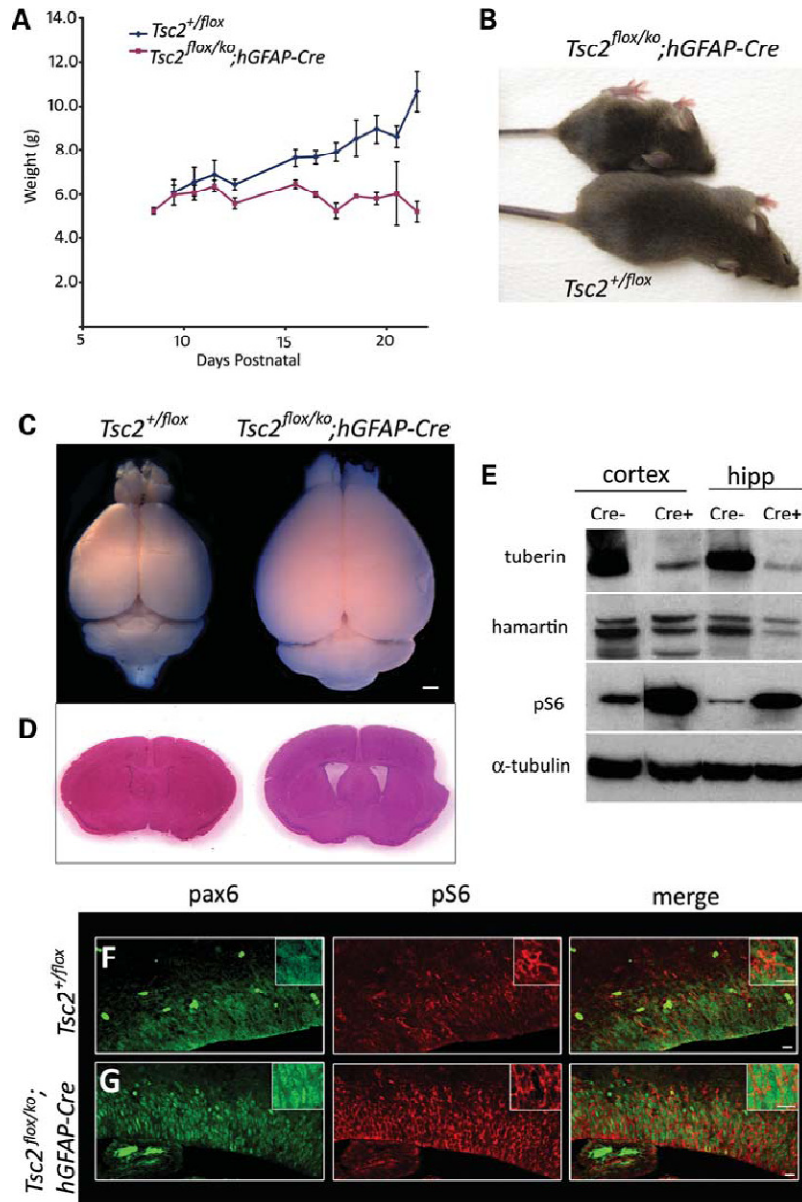 A
14.0
12.0
10.0
8.0
6.0
4.0
2.0
Weight (g)
5
10
15
20
Days Postnatal
Tsc2+/flox
Tsc2flox/ko;hGFAP-Cre
B
Tsc2flox/ko;hGFAP-Cre
Tsc2+/flox
C
Tsc2+/flox Tsc2flox/ko;hGFAP-Cre
D
E
cortex hipp
Cre- Cre+ Cre- Cre+
tuberin
hamartin
pS6
α-tubulin
pax6 pS6 merge
F
Tsc2+/flox
G
Tsc2flox/ko;
hGFAP-Cre